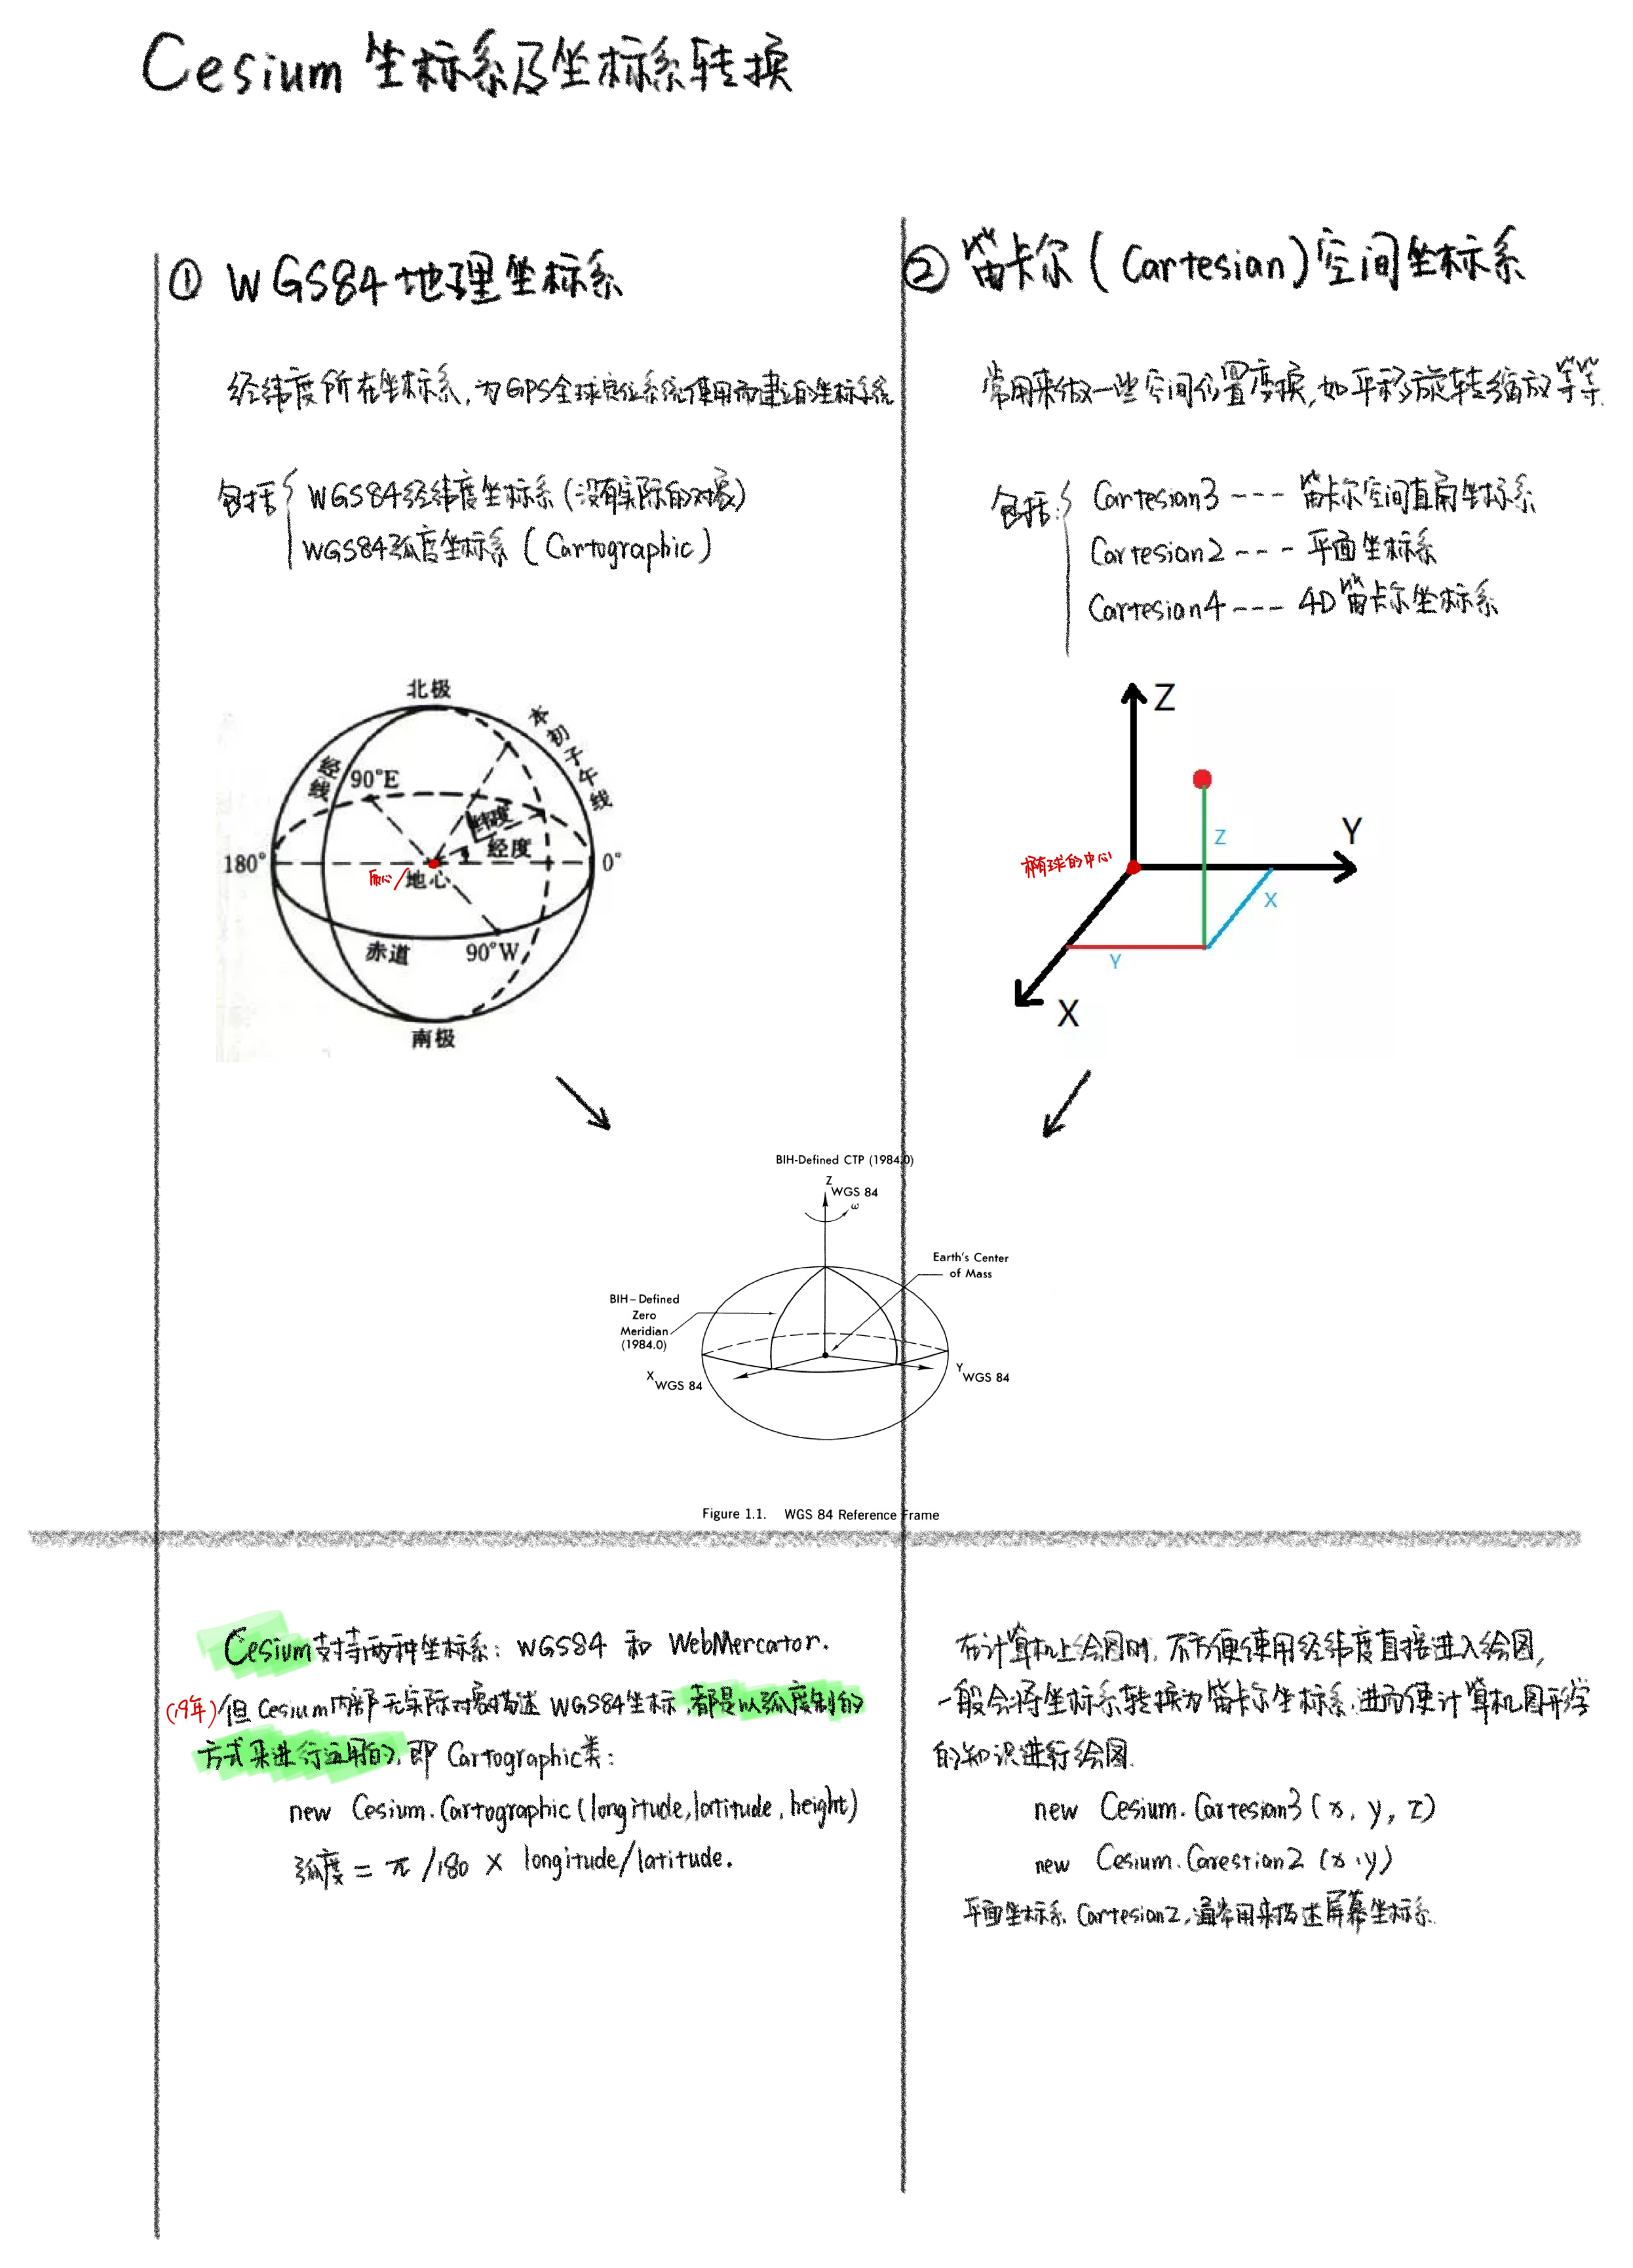 Cesium 坐标系及坐标系转换
① WGS84地理坐标系
经纬度所在坐标系,为GPS全球定位系统使用而建立的坐标系统
包括 WGS84经纬度坐标系(没有实际的对象)
WGS84弧度坐标系(Cartographic)
北极
本初子午线
经线
90°E
纬度
经度
180°
0°
质心/地心
赤道
90°W
南极
② 笛卡尔(Cartesian)空间坐标系
常用来做一些空间位置变换,如平移旋转缩放等等.
包括: Cartesian3 --- 笛卡尔空间直角坐标系
Cartesian2 --- 平面坐标系
Cartesian4 --- 4D笛卡尔坐标系
Z
Y
Z
椭球的中心
X
Y
X
BIH-Defined CTP (1984.0)
Z WGS 84
ω
Earth's Center
of Mass
BIH-Defined
Zero
Meridian
(1984.0)
X WGS 84
Y WGS 84
Figure 1.1. WGS 84 Reference Frame
Cesium支持两种坐标系: WGS84 和 WebMercator.
(19年)/但 Cesium内部无实际对象描述 WGS84坐标,都是以弧度制的
方式来进行运用的,即 Cartographic类:
new Cesium.Cartographic(longitude,latitude,height)
弧度 = π/180 × longitude/latitude.
在计算机上绘图时,不方便使用经纬度直接进入绘图,
一般会将坐标系转换为笛卡尔坐标系,进而使计算机图形学
的知识进行绘图.
new Cesium.Cartesian3(x, y, z)
new Cesium.Carestian2 (x,y)
平面坐标系 Cartesian2,通常用来描述屏幕坐标系.